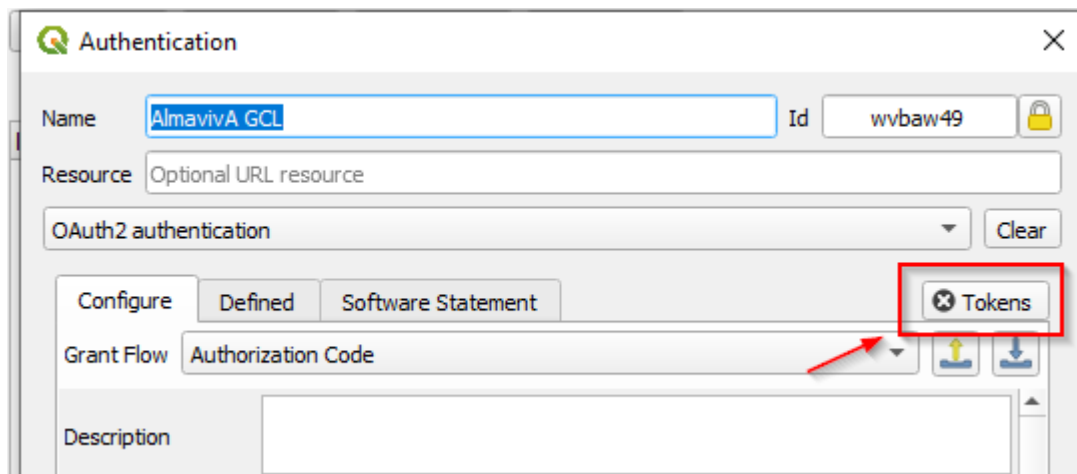 Authentication
Name AlmavivA GCL Id wvbaw49
Resource Optional URL resource
OAuth2 authentication Clear
Configure Defined Software Statement Tokens
Grant Flow Authorization Code
Description